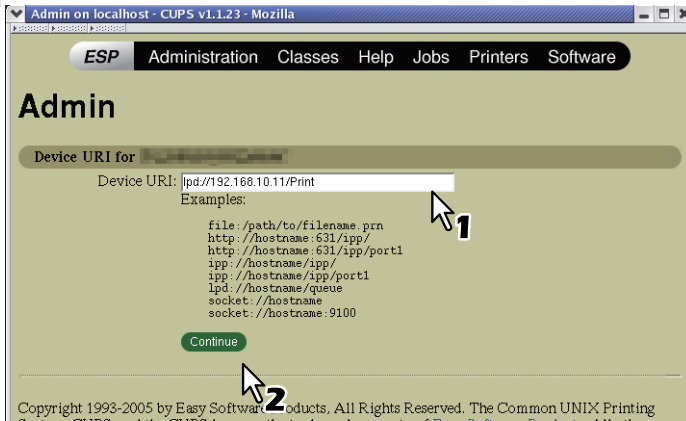 Admin on localhost - CUPS v1.1.23 - Mozilla
ESP Administration Classes Help Jobs Printers Software
Admin
Device URI for
Device URI: lpd://192.168.10.11/Print
Examples:
file:/path/to/filename.prn
http://hostname:631/ipp/
http://hostname:631/ipp/port1
ipp://hostname/ipp/
ipp://hostname/ipp/port1
lpd://hostname/queue
socket://hostname
socket://hostname:9100
1
Continue
2
Copyright 1993-2005 by Easy Software Products, All Rights Reserved. The Common UNIX Printing